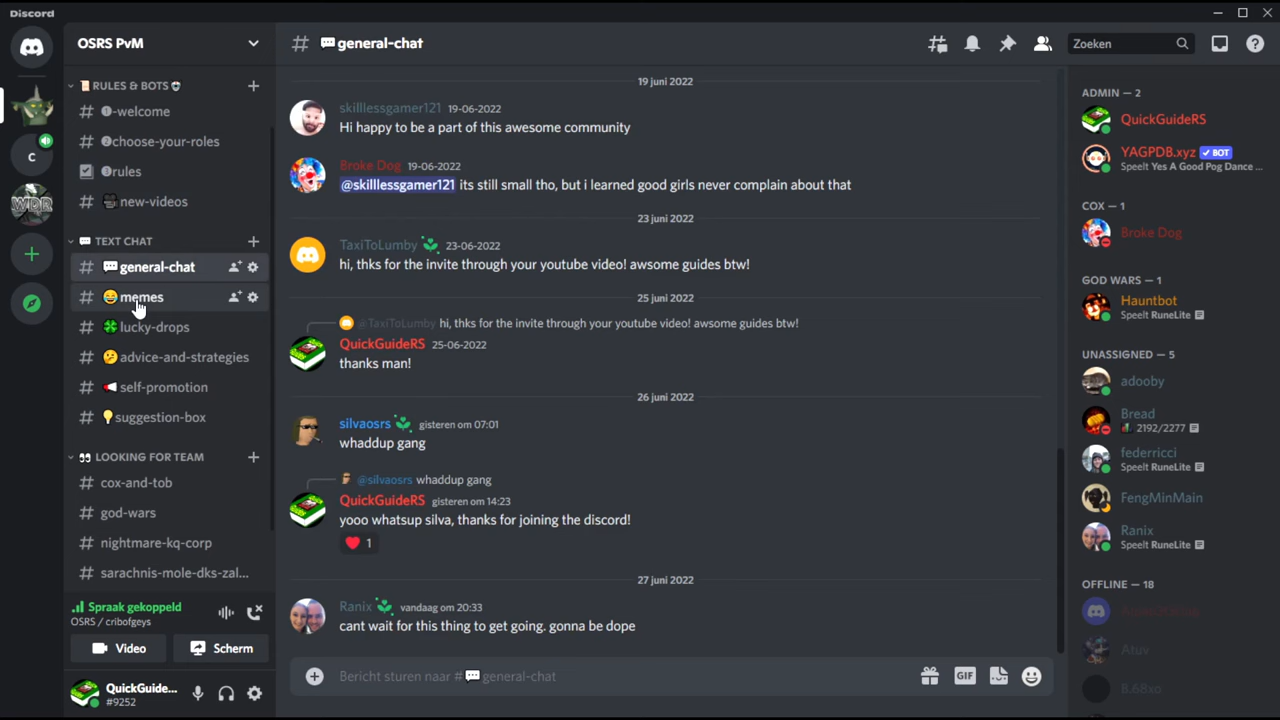 Discord
OSRS PvM
RULES & BOTS
❶-welcome
❷choose-your-roles
❸rules
new-videos
TEXT CHAT
general-chat
memes
lucky-drops
advice-and-strategies
self-promotion
suggestion-box
LOOKING FOR TEAM
cox-and-tob
god-wars
nightmare-kq-corp
sarachnis-mole-dks-zal...
Spraak gekoppeld
OSRS / cribofgeys
Video
Scherm
QuickGuide...
#9252
C
WDR
# general-chat
Zoeken
19 juni 2022
skilllessgamer121 19-06-2022
Hi happy to be a part of this awesome community
Broke Dog 19-06-2022
@skilllessgamer121 its still small tho, but i learned good girls never complain about that
23 juni 2022
TaxiToLumby 23-06-2022
hi, thks for the invite through your youtube video! awsome guides btw!
25 juni 2022
@TaxiToLumby hi, thks for the invite through your youtube video! awsome guides btw!
QuickGuideRS 25-06-2022
thanks man!
26 juni 2022
silvaosrs gisteren om 07:01
whaddup gang
@silvaosrs whaddup gang
QuickGuideRS gisteren om 14:23
yooo whatsup silva, thanks for joining the discord!
1
27 juni 2022
Ranix vandaag om 20:33
cant wait for this thing to get going. gonna be dope
Bericht sturen naar # general-chat
GIF
ADMIN — 2
QuickGuideRS
YAGPDB.xyz ✓ BOT
Speelt Yes A Good Pog Dance ...
COX — 1
Broke Dog
GOD WARS — 1
Hauntbot
Speelt RuneLite
UNASSIGNED — 5
adooby
Bread
2192/2277
federricci
Speelt RuneLite
FengMinMain
Ranix
Speelt RuneLite
OFFLINE — 18
Atuv
B.68xo